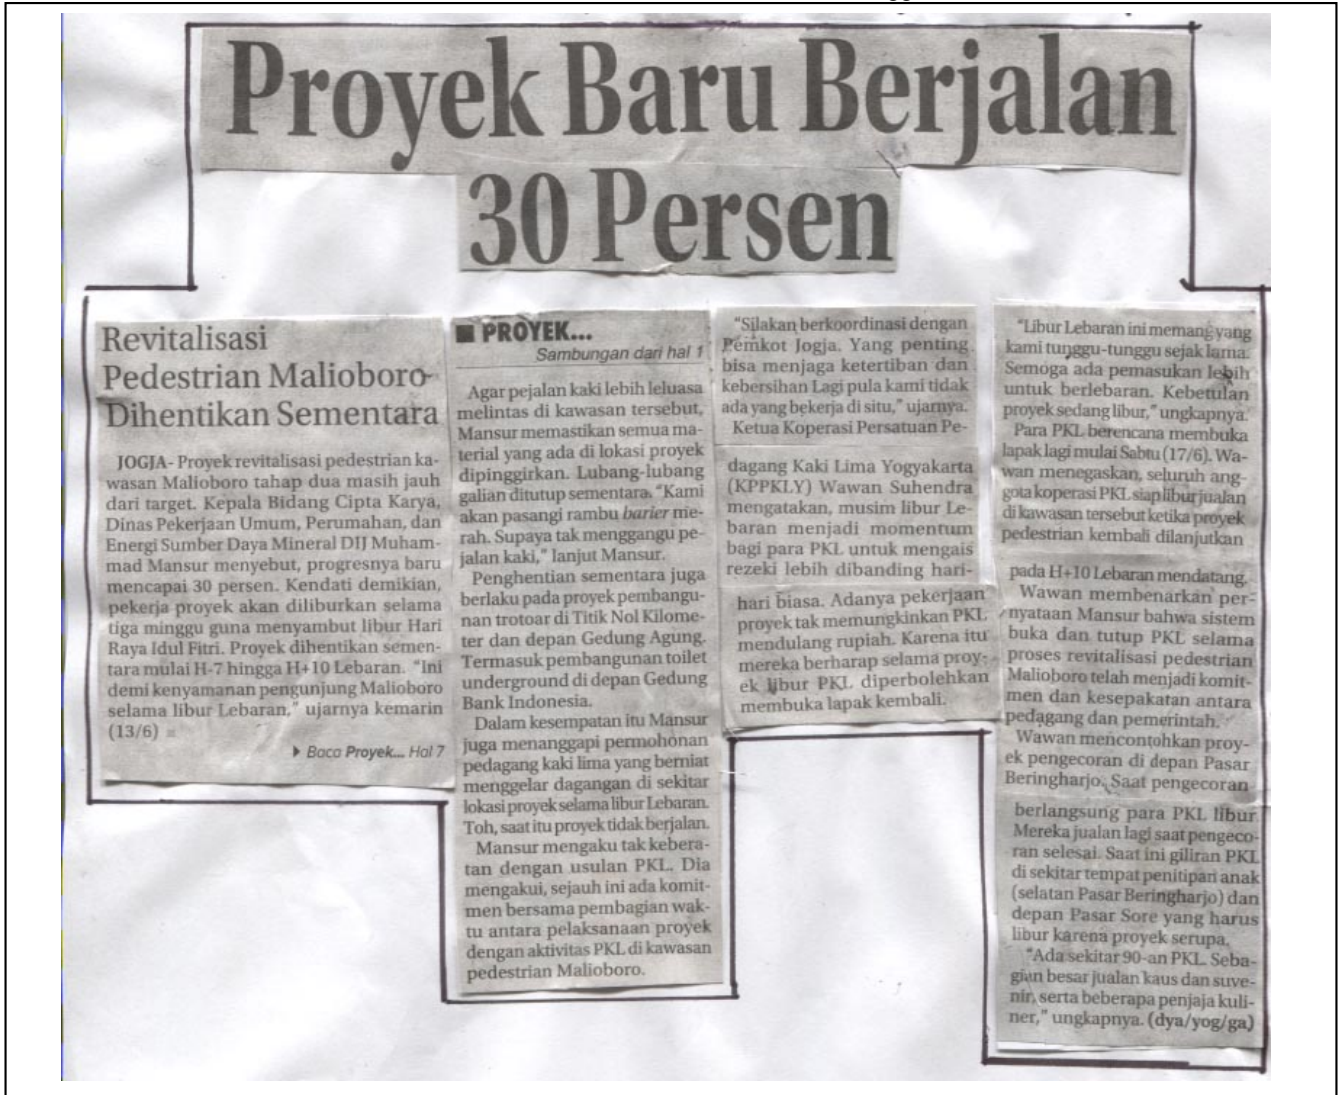 Proyek Baru Berjalan
30 Persen
Revitalisasi
Pedestrian Malioboro
Dihentikan Sementara
JOGJA- Proyek revitalisasi pedestrian ka-
wasan Malioboro tahap dua masih jauh
dari target. Kepala Bidang Cipta Karya,
Dinas Pekerjaan Umum, Perumahan, dan
Energi Sumber Daya Mineral DIJ Muham-
mad Mansur menyebut, progresnya baru
mencapai 30 persen. Kendati demikian,
pekerja proyek akan diliburkan selama
tiga minggu guna menyambut libur Hari
Raya Idul Fitri. Proyek dihentikan semen-
tara mulai H-7 hingga H+10 Lebaran. "Ini
demi kenyamanan pengunjung Malioboro
selama libur Lebaran," ujarnya kemarin
(13/6)
Baca Proyek... Hal 7
PROYEK...
Sambungan dari hal 1
Agar pejalan kaki lebih leluasa
melintas di kawasan tersebut,
Mansur memastikan semua ma-
terial yang ada di lokasi proyek
dipinggirkan. Lubang-lubang
galian ditutup sementara. "Kami
akan pasangi rambu barier me-
rah. Supaya tak menggangu pe-
jalan kaki," lanjut Mansur.
Penghentian sementara juga
berlaku pada proyek pembangu-
nan trotoar di Titik Nol Kilome-
ter dan depan Gedung Agung.
Termasuk pembangunan toilet
underground di depan Gedung
Bank Indonesia.
Dalam kesempatan itu Mansur
juga menanggapi permohonan
pedagang kaki lima yang berniat
menggelar dagangan di sekitar
lokasi proyek selama libur Lebaran.
Toh, saat itu proyek tidak berjalan.
Mansur mengaku tak kebera-
tan dengan usulan PKL. Dia
mengakui, sejauh ini ada komit-
men bersama pembagian wak-
tu antara pelaksanaan proyek
dengan aktivitas PKL di kawasan
pedestrian Malioboro.
"Silakan berkoordinasi dengan
Pemkot Jogja. Yang penting
bisa menjaga ketertiban dan
kebersihan Lagi pula kami tidak
ada yang bekerja di situ," ujarnya.
Ketua Koperasi Persatuan Pe-
dagang Kaki Lima Yogyakarta
(KPPKLY) Wawan Suhendra
mengatakan, musim libur Le-
baran menjadi momentum
bagi para PKL untuk mengais
rezeki lebih dibanding hari-
hari biasa. Adanya pekerjaan
proyek tak memungkinkan PKL
mendulang rupiah. Karena itu
mereka berharap selama proy-
ek libur PKL diperbolehkan
membuka lapak kembali.
"Libur Lebaran ini memang yang
kami tunggu-tunggu sejak lama.
Semoga ada pemasukan lebih
untuk berlebaran. Kebetulan
proyek sedang libur," ungkapnya.
Para PKL berencana membuka
lapak lagi mulai Sabtu (17/6). Wa-
wan menegaskan, seluruh ang-
gota koperasi PKL siap libur jualan
di kawasan tersebut ketika proyek
pedestrian kembali dilanjutkan
pada H+10 Lebaran mendatang.
Wawan membenarkan per-
nyataan Mansur bahwa sistem
buka dan tutup PKL selama
proses revitalisasi pedestrian
Malioboro telah menjadi komit-
men dan kesepakatan antara
pedagang dan pemerintah.
Wawan mencontohkan proy-
ek pengecoran di depan Pasar
Beringharjo. Saat pengecoran
berlangsung para PKL libur.
Mereka jualan lagi saat pengeco-
ran selesai. Saat ini giliran PKL
di sekitar tempat penitipan anak
(selatan Pasar Beringharjo) dan
depan Pasar Sore yang harus
libur karena proyek serupa.
"Ada sekitar 90-an PKL. Seba-
gian besar jualan kaus dan suve-
nir, serta beberapa penjaja kuli-
ner," ungkapnya. (dya/yog/ga)